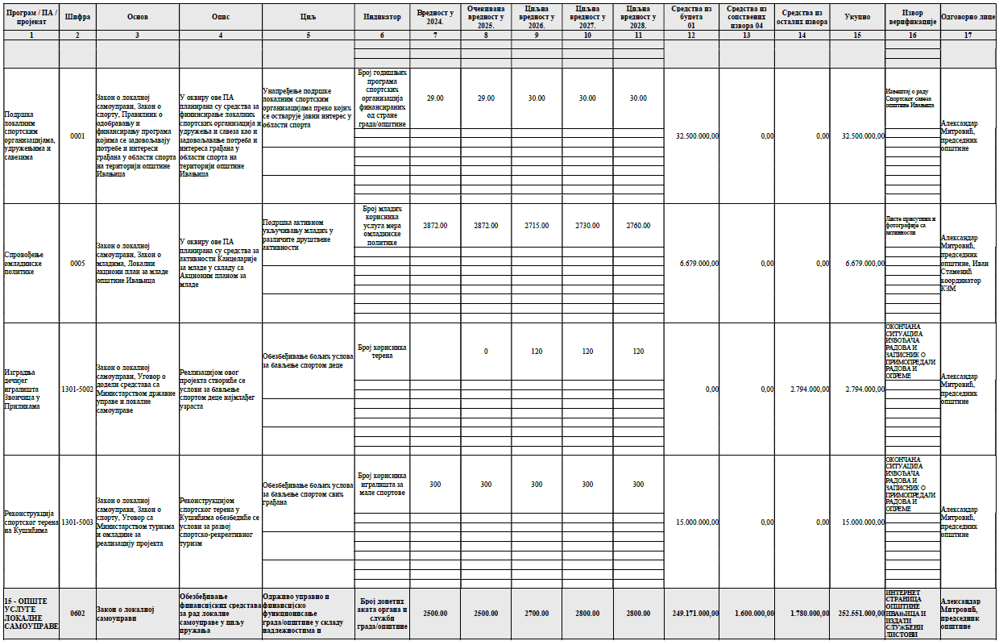 Програм / ПА / пројекат
Шифра
Основ
Опис
Циљ
Индикатор
Вредност у 2024.
Очекивана вредност у 2025.
Циљна вредност у 2026.
Циљна вредност у 2027.
Циљна вредност у 2028.
Средства из буџета 01
Средства из сопствених извора 04
Средства из осталих извора
Укупно
Извор верификације
Одговорно лице
1 2 3 4 5 6 7 8 9 10 11 12 13 14 15 16 17
Подршка
локалним
спортским
организацијама,
удружењима и
савезима
0001
Закон о локалној
самоуправи, Закон о
спорту, Правилник о
одобравању и
финансирању програма
којима се задовољавају
потребе и интереси
грађана у области спорта
на територији општине
Ивањица
У оквиру ове ПА
планирана су средства за
фининсирање локалних
спортских организација и
удружења и савеза као и
задовољавање потреба и
интереса грађана у
области спорта на
територији општине
Ивањица
Унапређење подршке
локалним спортским
организацијама преко којих
се остварује јавни интерес у
области спорта
Број годишњих
програма
спортских
организација
финансираних
од стране
града/општине
29.00 29.00 30.00 30.00 30.00
32.500.000,00 0,00 0,00 32.500.000,00
Извештај о раду
Спортског савеза
општине Ивањица
Александар
Митровић,
председник
општине
Спровођење
омладинске
политике
0005
Закон о локалној
самоуправи, Закон о
младима, Локални
акциони план за младе
општине Ивањица
У оквиру ове ПА
планирана су средства за
активности Канцеларије
за младе у складу са
Акционим планом за
младе
Подршка активном
укључивању младих у
различите друштвене
активности
Број младих
корисника
услуга мера
омладинске
политике
2872.00 2872.00 2715.00 2730.00 2760.00
6.679.000,00 0,00 0,00 6.679.000,00
Листе присутних и
фотографије са
активности
Александар
Митровић,
председник
општине, Иван
Стаменић
координатор
КЗМ
Изградња
дечијег
игралишта
Звончица у
Приликама
1301-5002
Закон о локалној
самоуправи, Уговор о
додели средстава са
Министарством државне
управе и локалне
самоуправе
Реализацијом овог
пројекта створиће се
услови за бављење
спортом деце најмлађег
узраста
Обезбеђивање бољих услова
за бављење спортом деце
Број корисника
терена
0 120 120 120
0,00 0,00 2.794.000,00 2.794.000,00
ОКОНЧАНА
СИТУАЦИЈА
ИЗВОЂАЧА
РАДОВА И
ЗАПИСНИК О
ПРИМОПРЕДАЈИ
РАДОВА И
ОПРЕМЕ
Александар
Митровић,
председник
општине
Реконструкција
спортског терена
на Кушићима
1301-5003
Закон о локалној
самоуправи, Закон о
спорту, Уговор са
Министарством туризма
и омладине за
реализацију пројекта
Реконструкцијом
спортског терена у
Кушићима обезбедиће се
услови за развој
спортско-рекреативног
туризм
Обезбеђивање бољих услова
за бављење спортом свих
грађана
Број корисника
игралишта за
мале спортове
300 300 300 300 300
15.000.000,00 0,00 0,00 15.000.000,00
ОКОНЧАНА
СИТУАЦИЈА
ИЗВОЂАЧА
РАДОВА И
ЗАПИСНИК О
ПРИМОПРЕДАЈИ
РАДОВА И
ОПРЕМЕ
Александар
Митровић,
председник
општине
15 - ОПШТЕ
УСЛУГЕ
ЛОКАЛНЕ
САМОУПРАВЕ
0602
Закон о локалној
самоуправи
Обезбеђивање
финансијских средстава
за рад локалне
самоуправе у циљу
пружања
Одрживо управно и
финансијско
функционисање
града/општине у складу
надлежностима и
Број донетих
аката органа и
служби
града/општине
2500.00 2500.00 2700.00 2800.00 2800.00
249.171.000,00 1.600.000,00 1.780.000,00 252.551.000,00
ИНТЕРНЕТ
СТРАНИЦА
ОПШТИНЕ
ИВАЊИЦА И
ИЗДАТИ
СЛУЖБЕНИ
ЛИСТОВИ
Александар
Митровић,
председник
општине